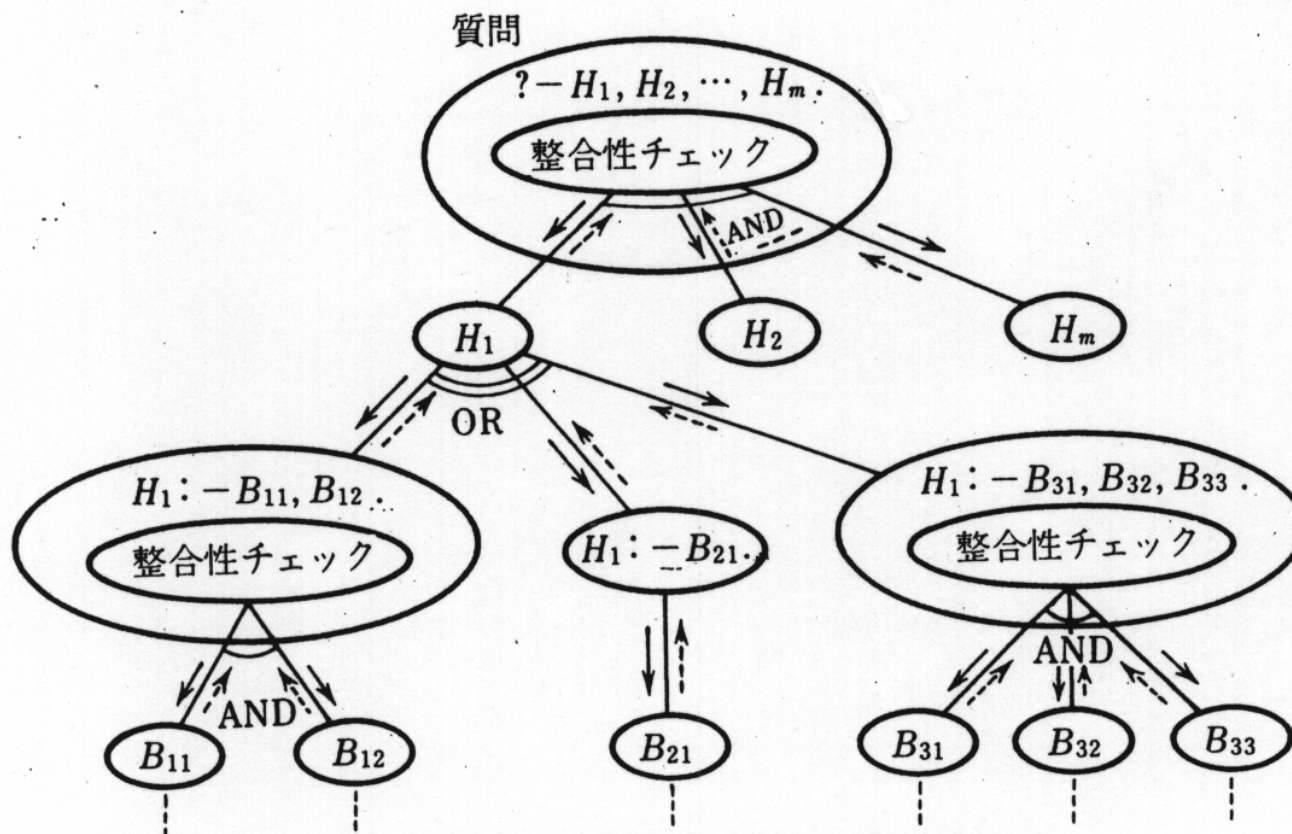 質問
?-H₁, H₂, ⋯, Hₘ.
整合性チェック
AND
H₁
H₂
Hₘ
OR
H₁:-B₁₁, B₁₂.
整合性チェック
H₁:-B₂₁.
H₁:-B₃₁, B₃₂, B₃₃.
整合性チェック
AND
AND
B₁₁
B₁₂
B₂₁
B₃₁
B₃₂
B₃₃